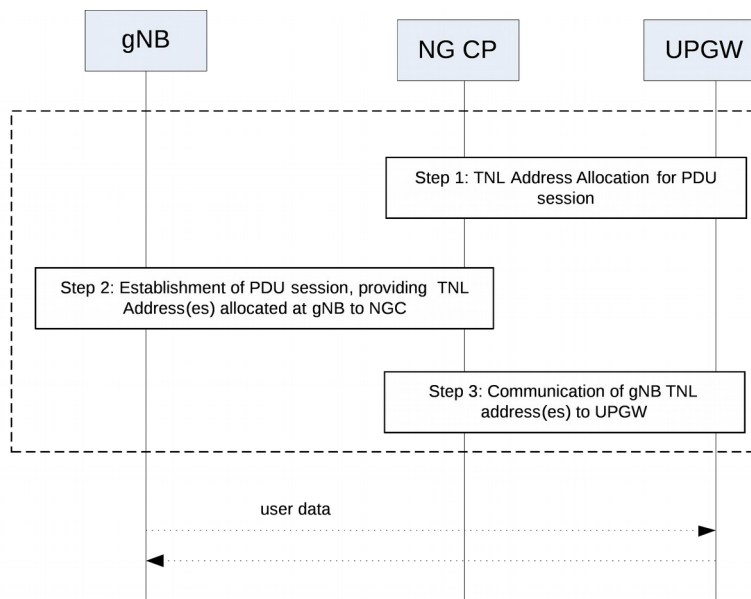 gNB
NG CP
UPGW
Step 1: TNL Address Allocation for PDU
session
Step 2: Establishment of PDU session, providing TNL
Address(es) allocated at gNB to NGC
Step 3: Communication of gNB TNL
address(es) to UPGW
user data